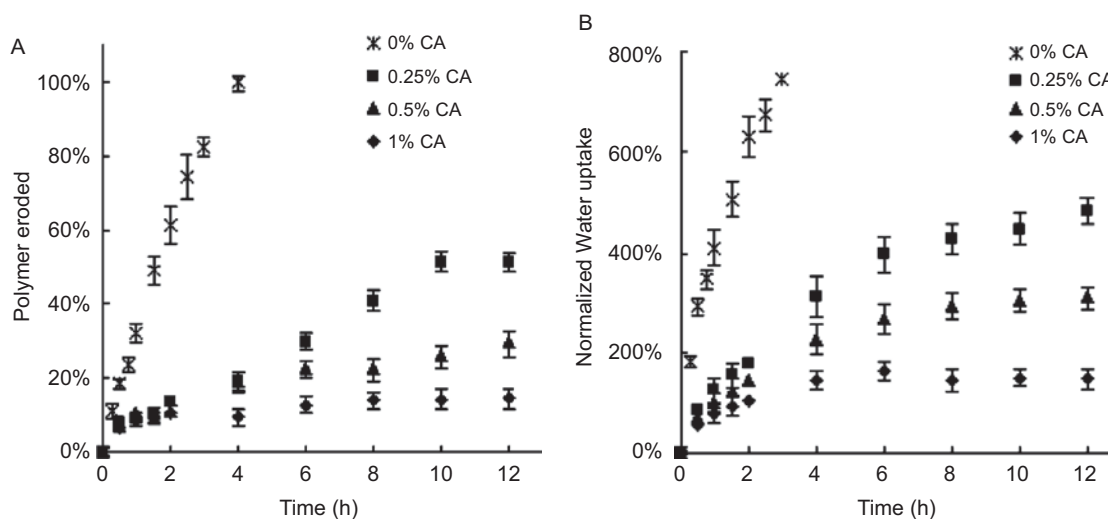 A
0% CA
0.25% CA
0.5% CA
1% CA
Polymer eroded
100%
80%
60%
40%
20%
0%
0 2 4 6 8 10 12
Time (h)
B
0% CA
0.25% CA
0.5% CA
1% CA
Normalized Water uptake
800%
600%
400%
200%
0%
0 2 4 6 8 10 12
Time (h)